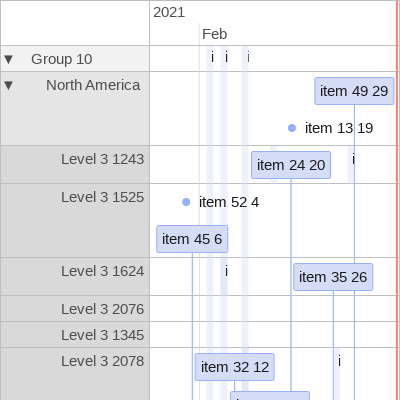 2021
Feb
▼ Group 10 i i i
▼ North America item 49 29
item 13 19
Level 3 1243 item 24 20 i
Level 3 1525 item 52 4
item 45 6
Level 3 1624 i item 35 26
Level 3 2076
Level 3 1345
Level 3 2078 item 32 12 i